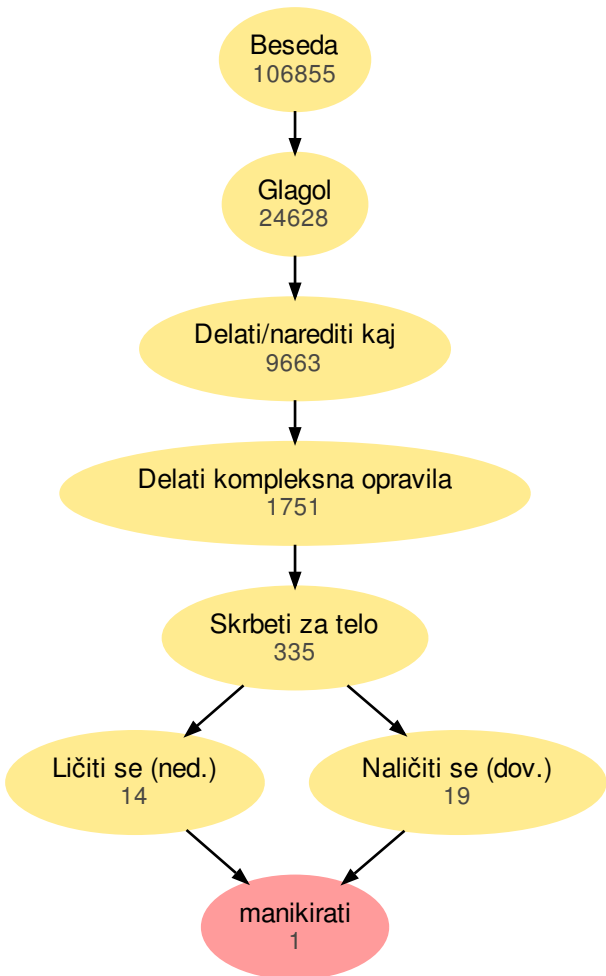 Beseda
106855
Glagol
24628
Delati/narediti kaj
9663
Delati kompleksna opravila
1751
Skrbeti za telo
335
Ličiti se (ned.)
14
Naličiti se (dov.)
19
manikirati
1